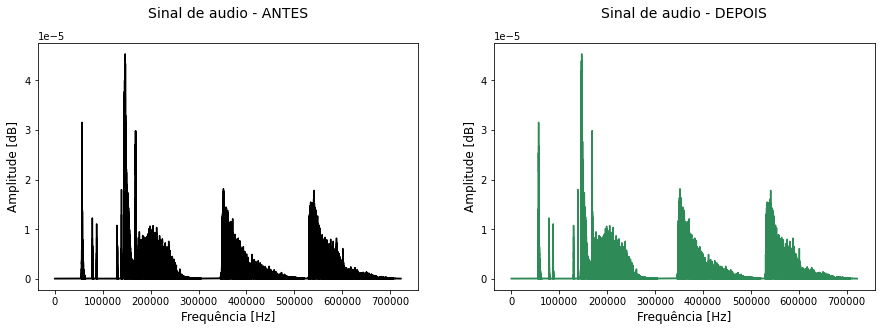 Sinal de audio - ANTES
1e−5
4
3
2
1
0
Amplitude [dB]
0 100000 200000 300000 400000 500000 600000 700000
Frequência [Hz]
Sinal de audio - DEPOIS
1e−5
4
3
2
1
0
Amplitude [dB]
0 100000 200000 300000 400000 500000 600000 700000
Frequência [Hz]